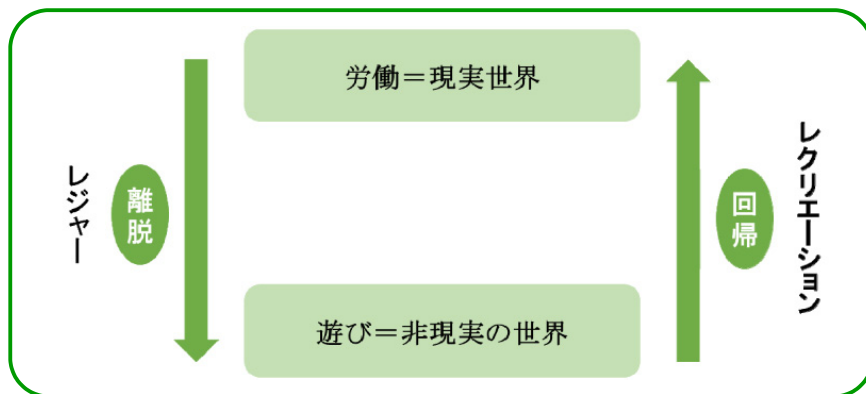 労働＝現実世界
レジャー
離脱
回帰
レクリエーション
遊び＝非現実の世界